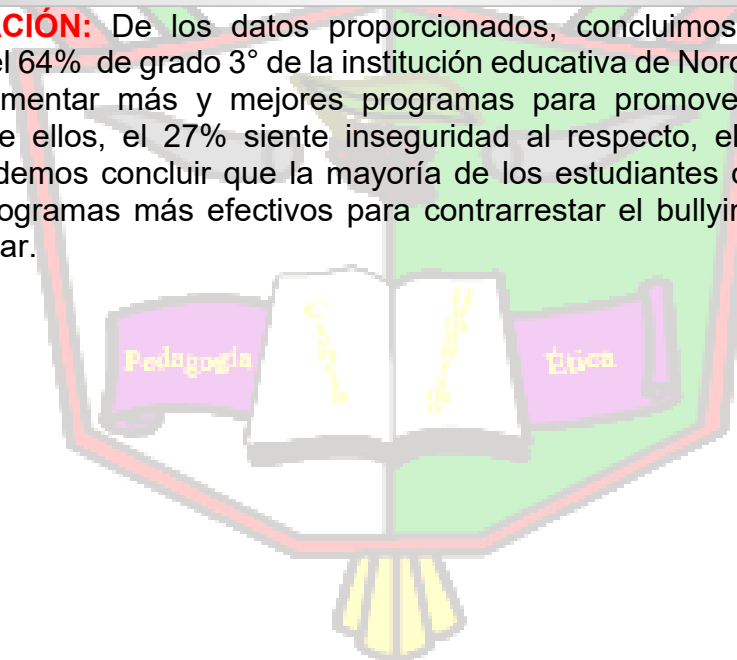 ACIÓN: De los datos proporcionados, concluimos
el 64% de grado 3° de la institución educativa de Nord
mentar más y mejores programas para promove
e ellos, el 27% siente inseguridad al respecto, el
demos concluir que la mayoría de los estudiantes
ogramas más efectivos para contrarrestar el bullyin
ar.
Pedagogía
Ética